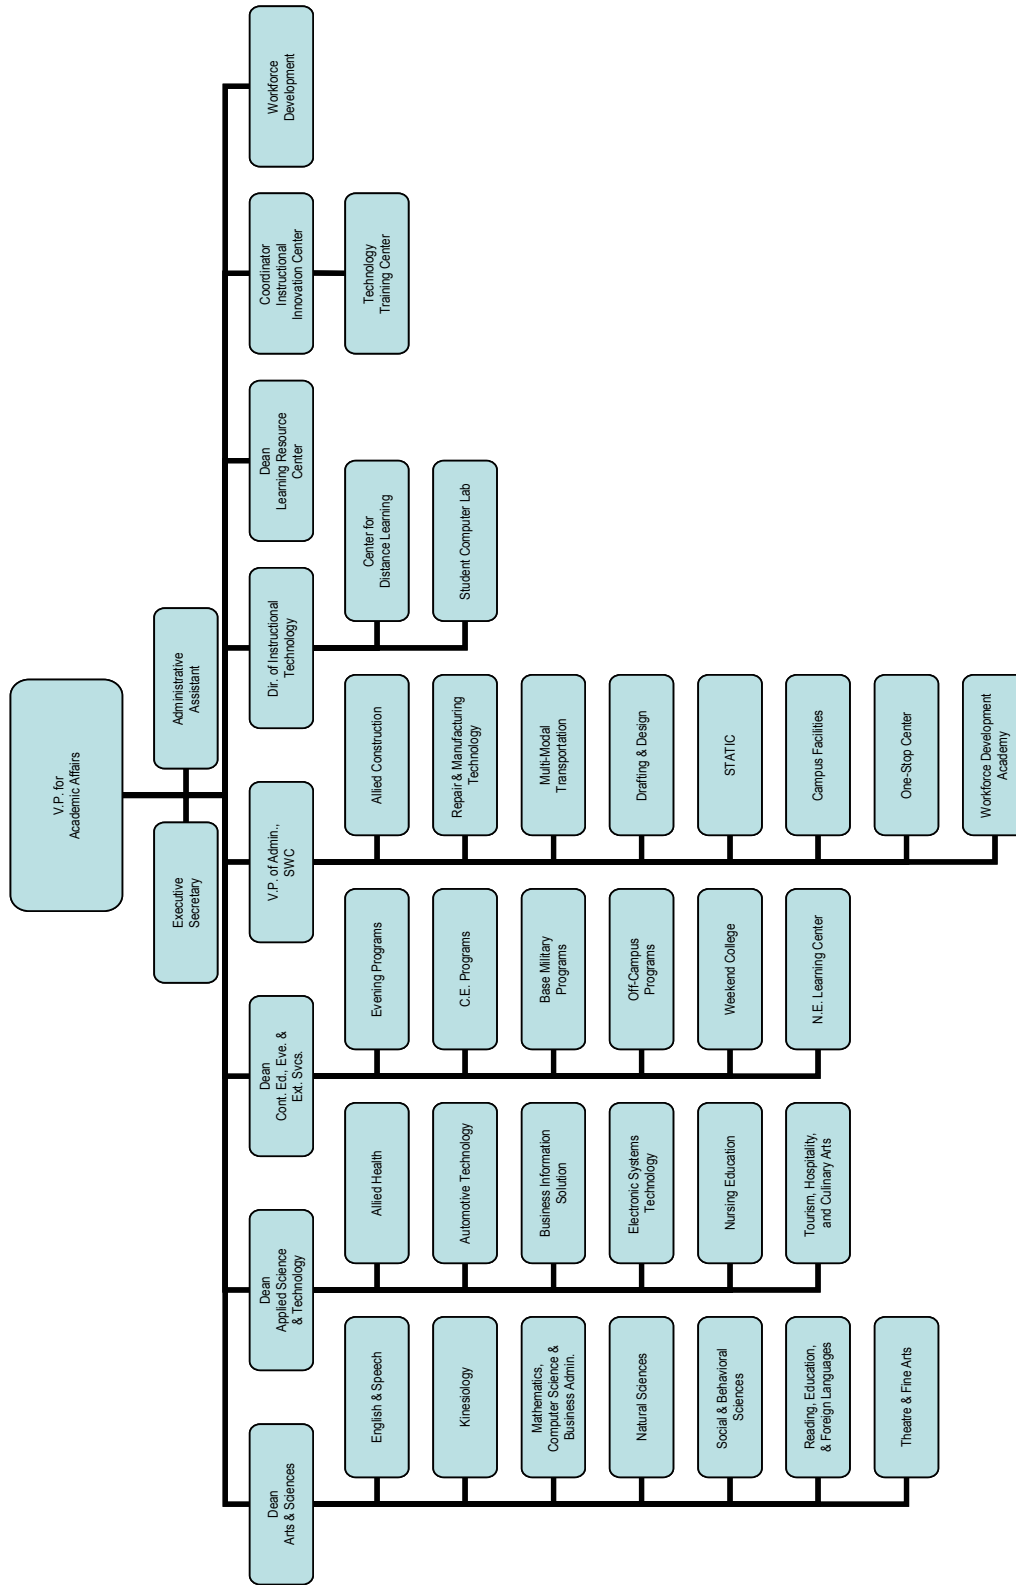 V.P. for
Academic Affairs
Executive
Secretary
Administrative
Assistant
Dean
Arts & Sciences
Dean
Applied Science
& Technology
Dean
Cont. Ed., Eve. &
Ext. Svcs.
V.P. of Admin.,
SWC
Dir. of Instructional
Technology
Dean
Learning Resource
Center
Coordinator
Instructional
Innovation Center
Workforce
Development
English & Speech
Kinesiology
Mathematics,
Computer Science &
Business Admin.
Natural Sciences
Social & Behavioral
Sciences
Reading, Education,
& Foreign Languages
Theatre & Fine Arts
Allied Health
Automotive Technology
Business Information
Solution
Electronic Systems
Technology
Nursing Education
Tourism, Hospitality,
and Culinary Arts
Evening Programs
C.E. Programs
Base Military
Programs
Off-Campus
Programs
Weekend College
N.E. Learning Center
Allied Construction
Repair & Manufacturing
Technology
Multi-Modal
Transportation
Drafting & Design
STATIC
Campus Facilities
One-Stop Center
Workforce Development
Academy
Center for
Distance Learning
Student Computer Lab
Technology
Training Center